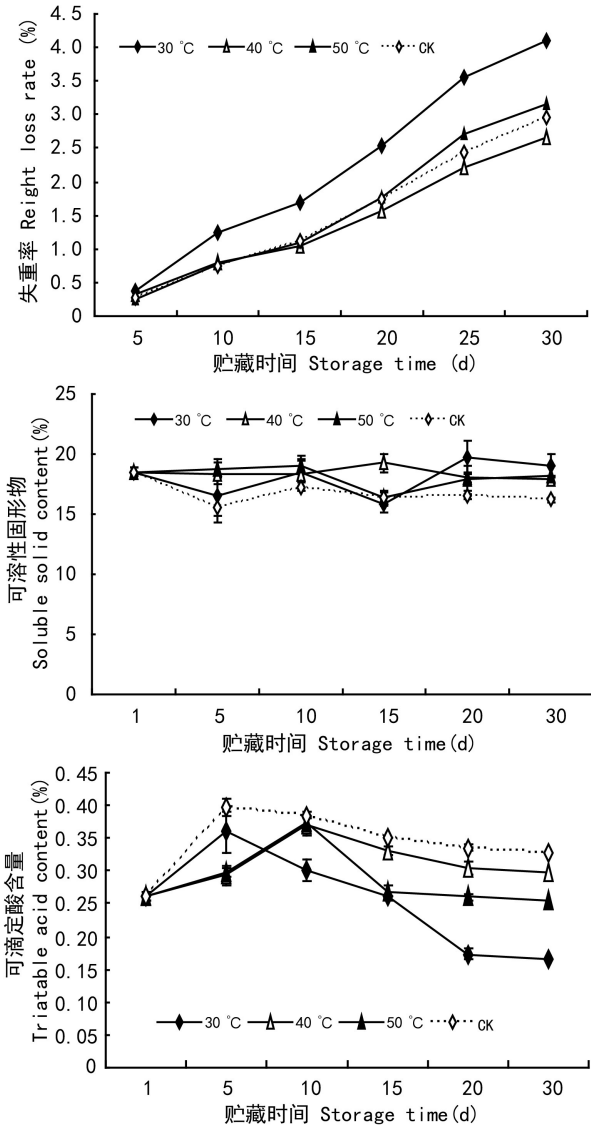 失重率 Reight loss rate (%)
4.5
4.0
3.5
3.0
2.5
2.0
1.5
1.0
0.5
0
30 ℃ 40 ℃ 50 ℃ CK
5 10 15 20 25 30
贮藏时间 Storage time (d)
可溶性固形物
Soluble solid content(%)
25
20
15
10
5
0
30 ℃ 40 ℃ 50 ℃ CK
1 5 10 15 20 30
贮藏时间 Storage time(d)
可滴定酸含量
Triatable acid content(%)
0.45
0.40
0.35
0.30
0.25
0.20
0.15
0.10
0.05
0
30 ℃ 40 ℃ 50 ℃ CK
1 5 10 15 20 30
贮藏时间 Storage time(d)